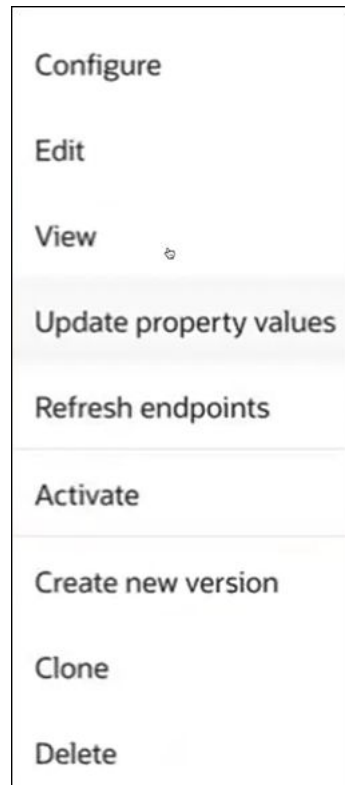 Configure
Edit
View
Update property values
Refresh endpoints
Activate
Create new version
Clone
Delete